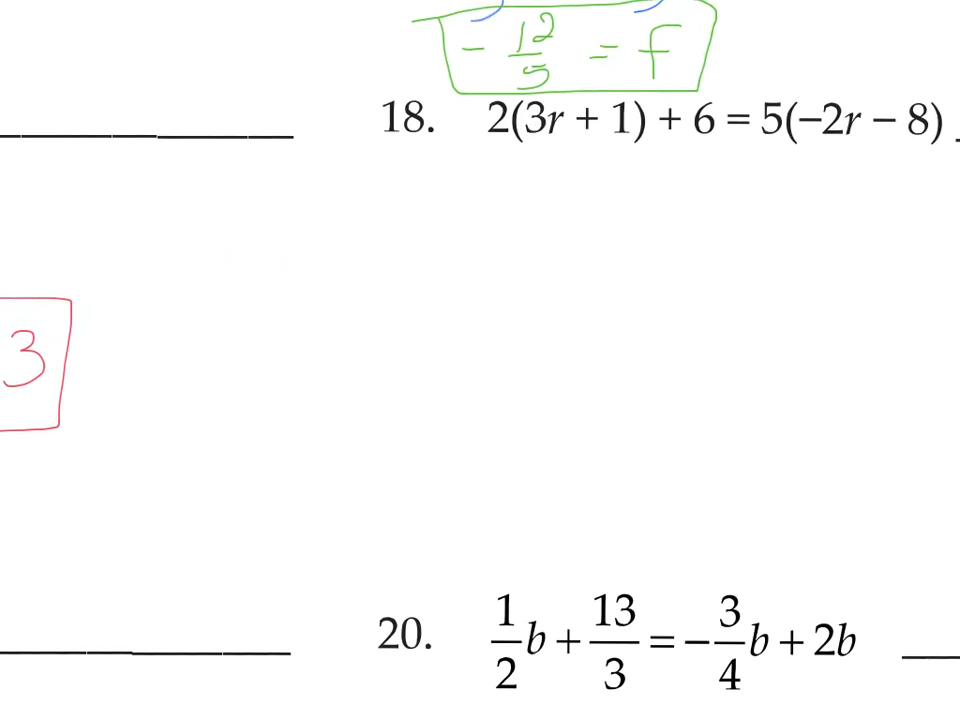 - 12/5 = f
18. 2(3r + 1) + 6 = 5(−2r − 8)
3
20. 1/2 b + 13/3 = − 3/4 b + 2b